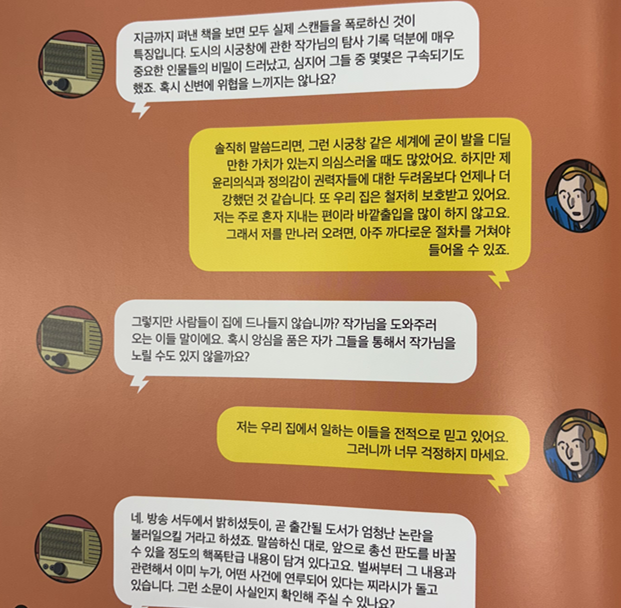 지금까지 펴낸 책을 보면 모두 실제 스캔들을 폭로하신 것이
특징입니다. 도시의 시궁창에 관한 작가님의 탐사 기록 덕분에 매우
중요한 인물들의 비밀이 드러났고, 심지어 그들 중 몇몇은 구속되기도
했죠. 혹시 신변에 위협을 느끼지는 않나요?
솔직히 말씀드리면, 그런 시궁창 같은 세계에 굳이 발을 디딜
만한 가치가 있는지 의심스러울 때도 많았어요. 하지만 제
윤리의식과 정의감이 권력자들에 대한 두려움보다 언제나 더
강했던 것 같습니다. 또 우리 집은 철저히 보호받고 있어요.
저는 주로 혼자 지내는 편이라 바깥출입을 많이 하지 않고요.
그래서 저를 만나러 오려면, 아주 까다로운 절차를 거쳐야
들어올 수 있죠.
그렇지만 사람들이 집에 드나들지 않습니까? 작가님을 도와주러
오는 이들 말이에요. 혹시 앙심을 품은 자가 그들을 통해서 작가님을
노릴 수도 있지 않을까요?
저는 우리 집에서 일하는 이들을 전적으로 믿고 있어요.
그러니까 너무 걱정하지 마세요.
네. 방송 서두에서 밝히셨듯이, 곧 출간될 도서가 엄청난 논란을
불러일으킬 거라고 하셨죠. 말씀하신 대로, 앞으로 총선 판도를 바꿀
수 있을 정도의 핵폭탄급 내용이 담겨 있다고요. 벌써부터 그 내용과
관련해서 이미 누가, 어떤 사건에 연루되어 있다는 찌라시가 돌고
있습니다. 그런 소문이 사실인지 확인해 주실 수 있나요?